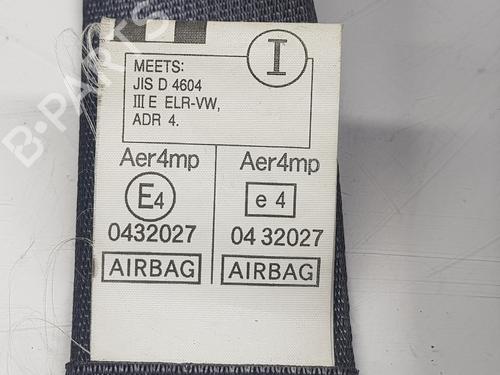 I
MEETS:
JIS D 4604
III E ELR-VW,
ADR 4.
Aer4mp Aer4mp
E4 e 4
0432027 04 32027
AIRBAG AIRBAG
B-PARTS